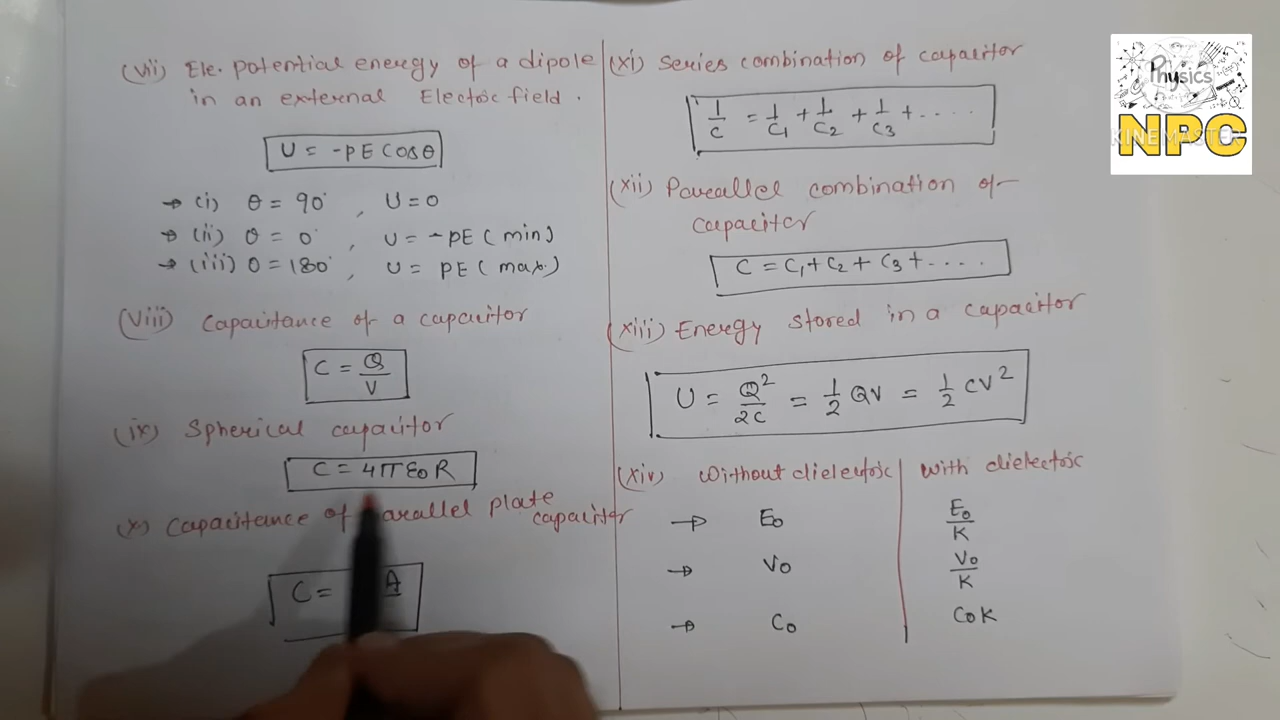 (vii) Ele. potential energy of a dipole
in an external Electric field.
U = -PE Cosθ
→ (i) θ = 90°, U = 0
→ (ii) θ = 0°, U = -PE (min)
→ (iii) θ = 180°, U = PE (max.)
(viii) Capacitance of a capacitor
C = Q/V
(ix) Spherical capacitor
C = 4πε₀R
(x) Capacitance of parallel plate
capacitor
C = A
(xi) Series combination of capacitor
1/C = 1/C₁ + 1/C₂ + 1/C₃ + ....
(xii) Parallel combination of
capacitor
C = C₁ + C₂ + C₃ + ....
(xiii) Energy stored in a capacitor
U = Q²/2C = 1/2 QV = 1/2 CV²
(xiv) Without dielectric | with dielectric
→ E₀ | E₀/K
→ V₀ | V₀/K
→ C₀ | C₀K
Physics
KINEMASTER
NPC